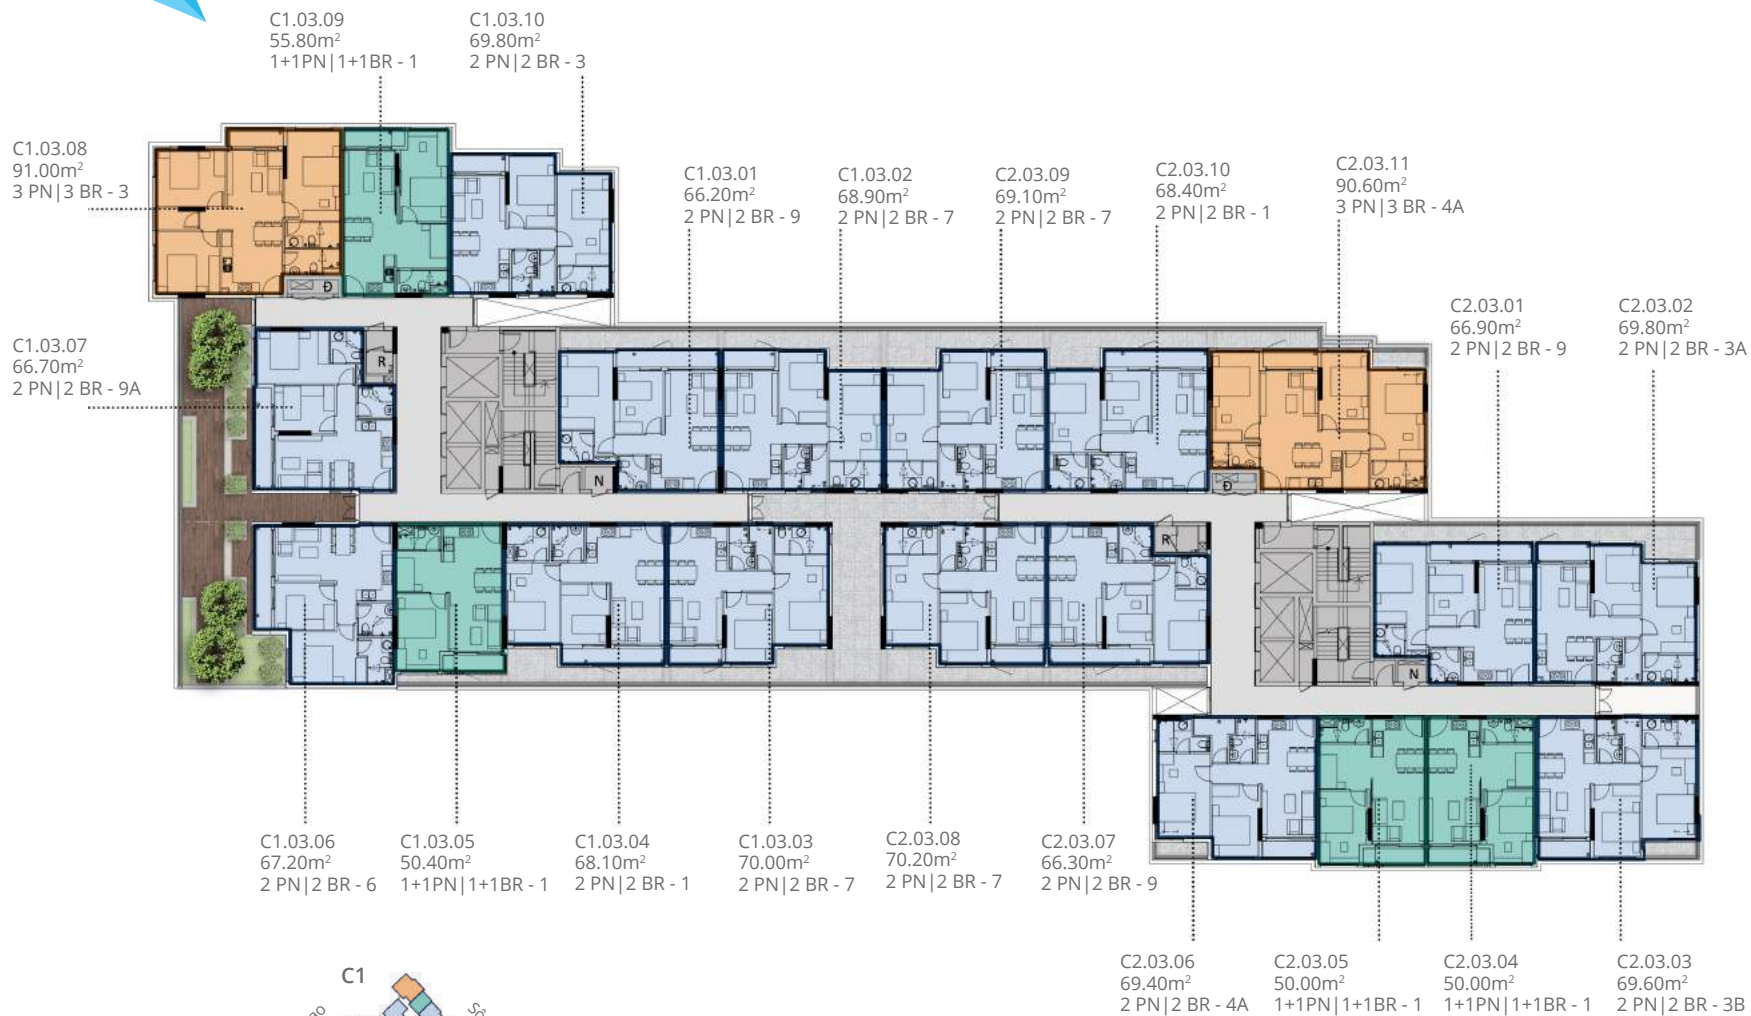 C1.03.09
55.80m²
1+1PN|1+1BR - 1
C1.03.10
69.80m²
2 PN|2 BR - 3
C1.03.08
91.00m²
3 PN|3 BR - 3
C1.03.01
66.20m²
2 PN|2 BR - 9
C1.03.02
68.90m²
2 PN|2 BR - 7
C2.03.09
69.10m²
2 PN|2 BR - 7
C2.03.10
68.40m²
2 PN|2 BR - 1
C2.03.11
90.60m²
3 PN|3 BR - 4A
C2.03.01
66.90m²
2 PN|2 BR - 9
C2.03.02
69.80m²
2 PN|2 BR - 3A
C1.03.07
66.70m²
2 PN|2 BR - 9A
Đ
R
N
Đ
R
N
C1.03.06
67.20m²
2 PN|2 BR - 6
C1.03.05
50.40m²
1+1PN|1+1BR - 1
C1.03.04
68.10m²
2 PN|2 BR - 1
C1.03.03
70.00m²
2 PN|2 BR - 7
C2.03.08
70.20m²
2 PN|2 BR - 7
C2.03.07
66.30m²
2 PN|2 BR - 9
C2.03.06
69.40m²
2 PN|2 BR - 4A
C2.03.05
50.00m²
1+1PN|1+1BR - 1
C2.03.04
50.00m²
1+1PN|1+1BR - 1
C2.03.03
69.60m²
2 PN|2 BR - 3B
C1